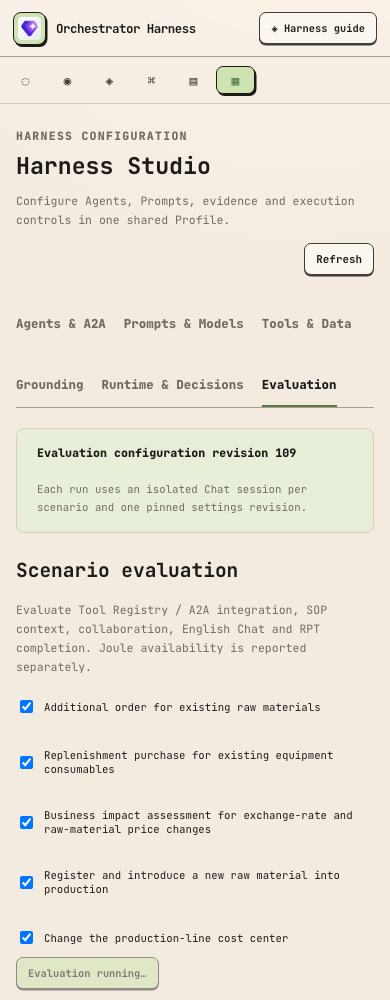 Orchestrator Harness
◈ Harness guide
HARNESS CONFIGURATION
Harness Studio
Configure Agents, Prompts, evidence and execution
controls in one shared Profile.
Refresh
Agents & A2A Prompts & Models Tools & Data
Grounding Runtime & Decisions Evaluation
Evaluation configuration revision 109
Each run uses an isolated Chat session per
scenario and one pinned settings revision.
Scenario evaluation
Evaluate Tool Registry / A2A integration, SOP
context, collaboration, English Chat and RPT
completion. Joule availability is reported
separately.
Additional order for existing raw materials
Replenishment purchase for existing equipment
consumables
Business impact assessment for exchange-rate and
raw-material price changes
Register and introduce a new raw material into
production
Change the production-line cost center
Evaluation running…